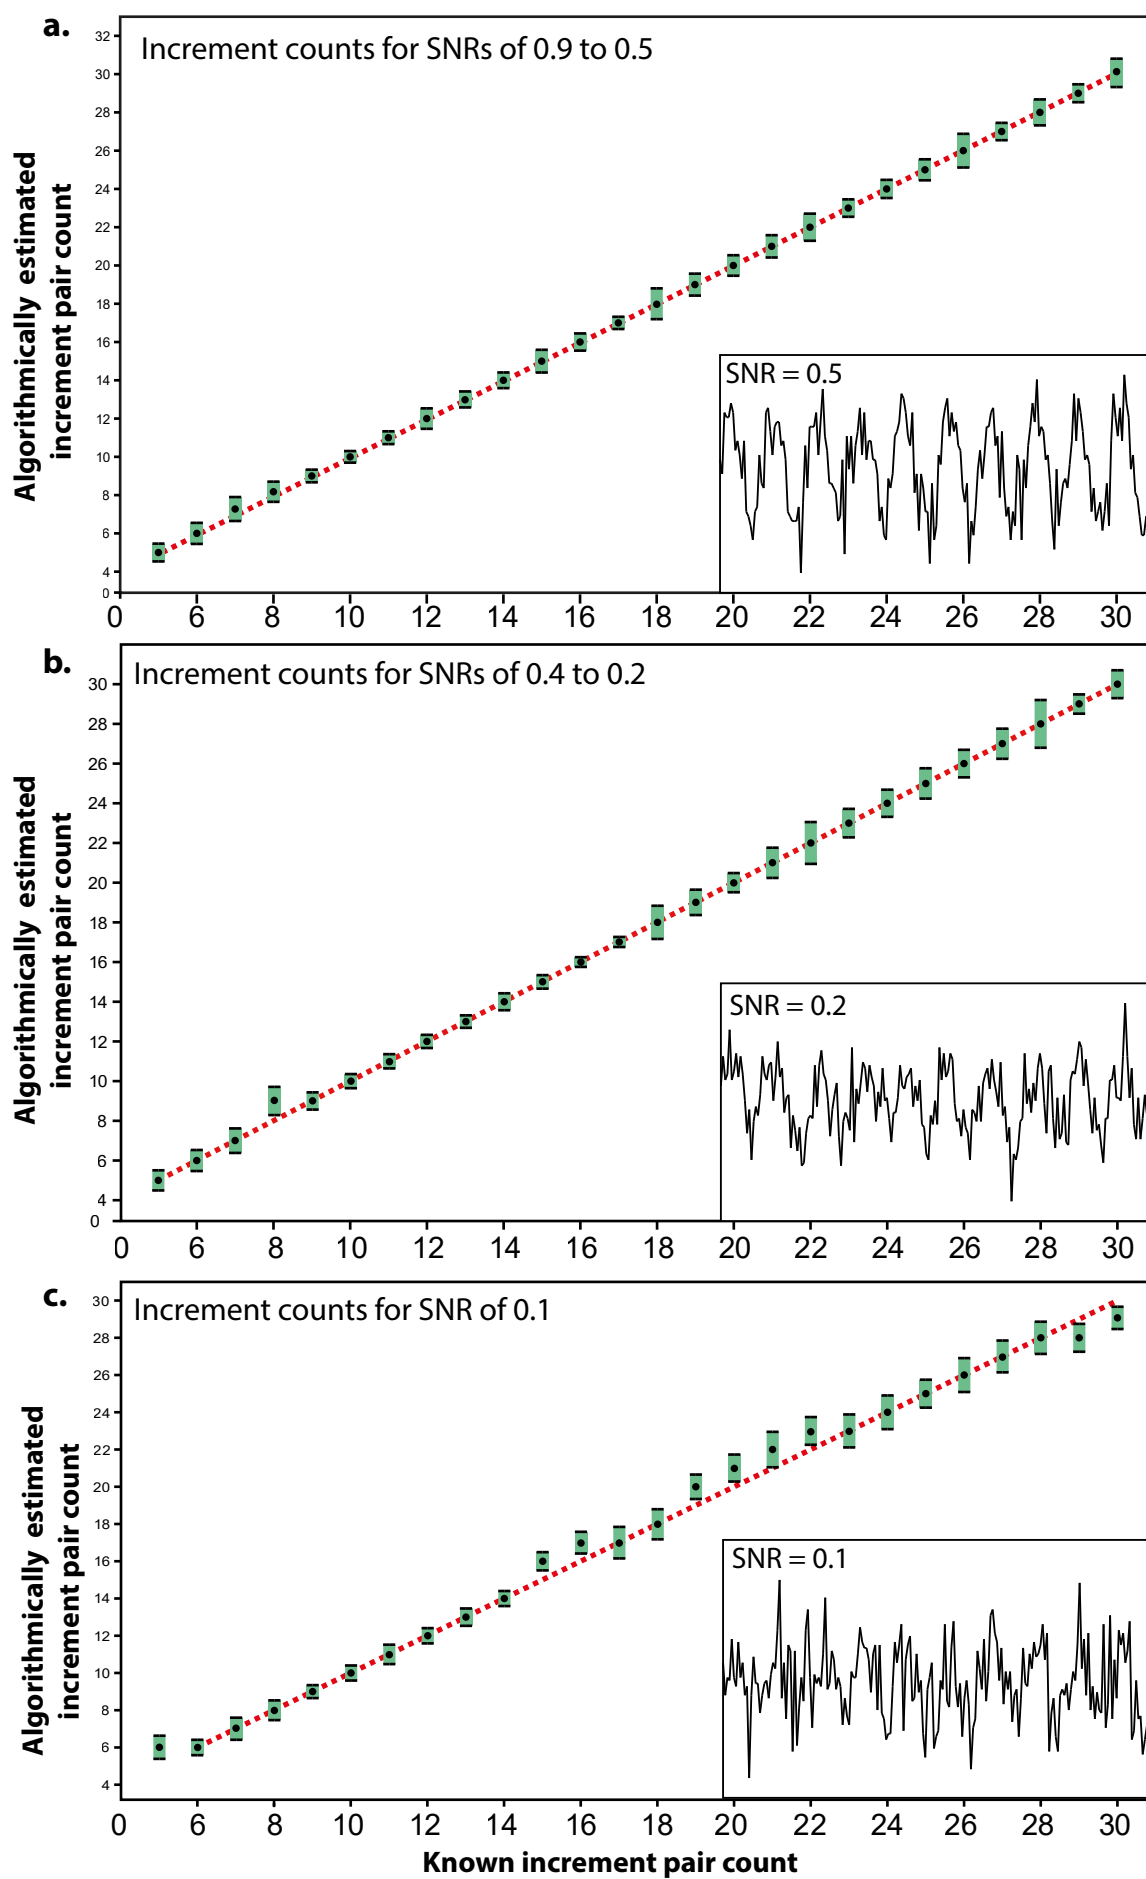 a.
Increment counts for SNRs of 0.9 to 0.5
Algorithmically estimated
increment pair count
32
30
28
26
24
22
20
18
16
14
12
10
8
6
4
0
SNR = 0.5
0 6 8 10 12 14 16 18 20 22 24 26 28 30
b.
Increment counts for SNRs of 0.4 to 0.2
Algorithmically estimated
increment pair count
30
28
26
24
22
20
18
16
14
12
10
8
6
4
0
SNR = 0.2
0 6 8 10 12 14 16 18 20 22 24 26 28 30
c.
Increment counts for SNR of 0.1
Algorithmically estimated
increment pair count
30
28
26
24
22
20
18
16
14
12
10
8
6
4
SNR = 0.1
0 6 8 10 12 14 16 18 20 22 24 26 28 30
Known increment pair count